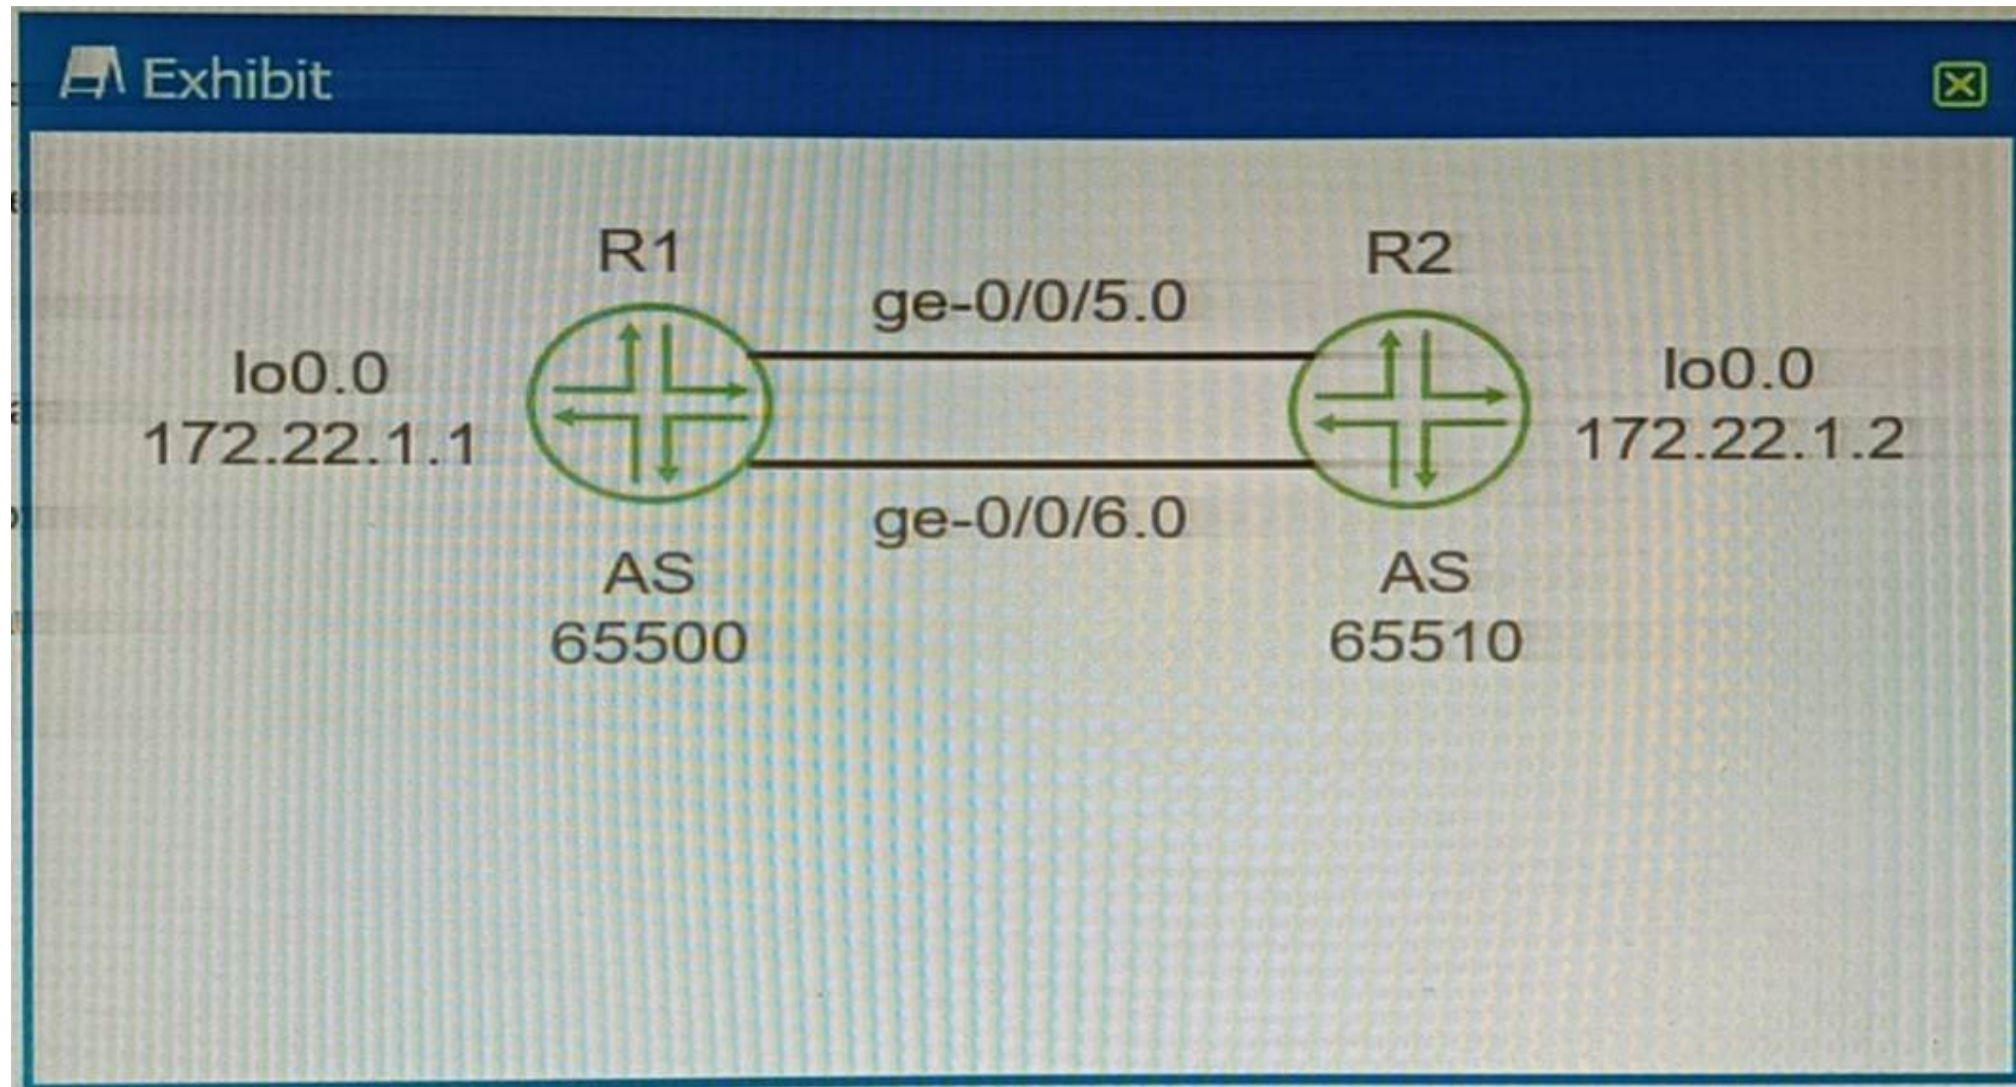 Exhibit
R1
R2
ge-0/0/5.0
lo0.0
172.22.1.1
lo0.0
172.22.1.2
ge-0/0/6.0
AS
65500
AS
65510